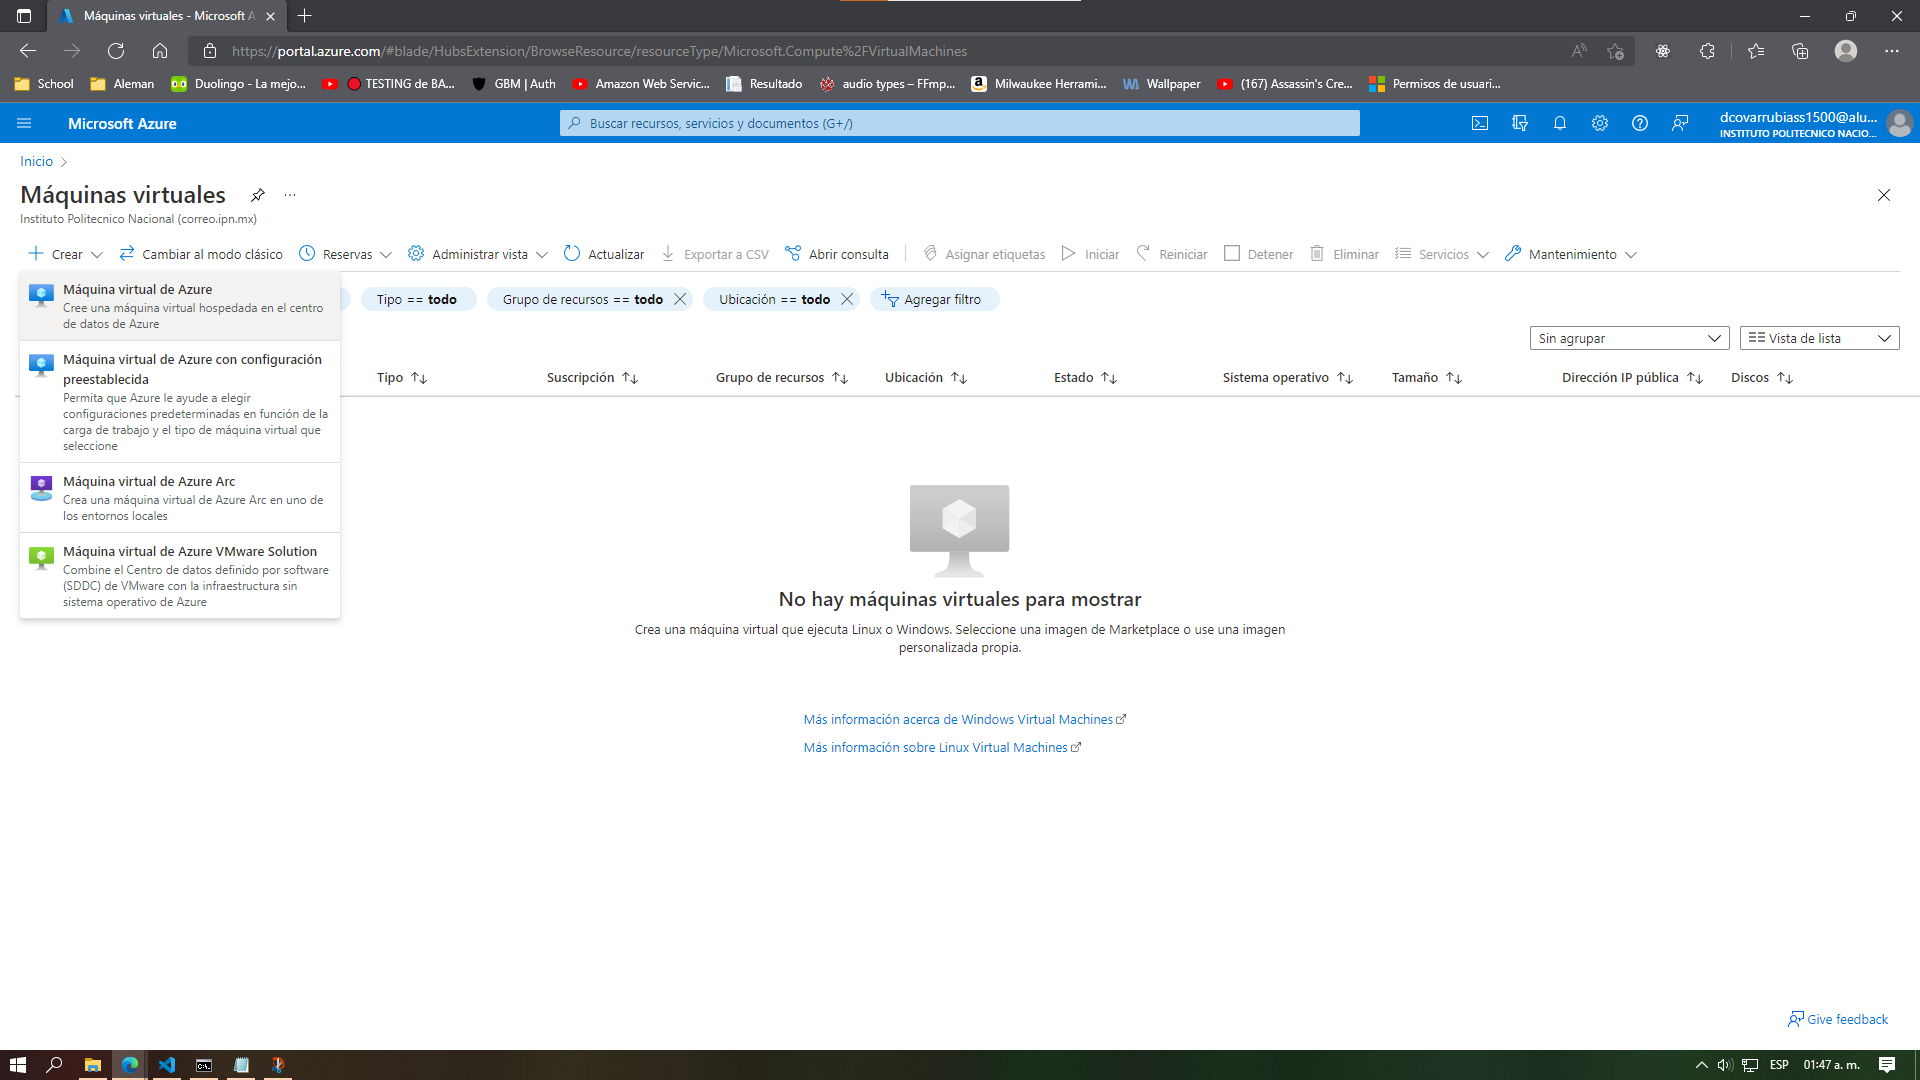 Máquinas virtuales - Microsoft A
https://portal.azure.com/#blade/HubsExtension/BrowseResource/resourceType/Microsoft.Compute%2FVirtualMachines
School
Aleman
Duolingo - La mejo...
TESTING de BA...
GBM | Auth
Amazon Web Servic...
Resultado
audio types – FFmp...
Milwaukee Herrami...
Wallpaper
(167) Assassin's Cre...
Permisos de usuari...
Microsoft Azure
Buscar recursos, servicios y documentos (G+/)
dcovarrubiass1500@alu...
INSTITUTO POLITECNICO NACIO...
Inicio
Máquinas virtuales
Instituto Politecnico Nacional (correo.ipn.mx)
Crear
Cambiar al modo clásico
Reservas
Administrar vista
Actualizar
Exportar a CSV
Abrir consulta
Asignar etiquetas
Iniciar
Reiniciar
Detener
Eliminar
Servicios
Mantenimiento
Máquina virtual de Azure
Cree una máquina virtual hospedada en el centro
de datos de Azure
Máquina virtual de Azure con configuración
preestablecida
Permita que Azure le ayude a elegir
configuraciones predeterminadas en función de la
carga de trabajo y el tipo de máquina virtual que
seleccione
Máquina virtual de Azure Arc
Crea una máquina virtual de Azure Arc en uno de
los entornos locales
Máquina virtual de Azure VMware Solution
Combine el Centro de datos definido por software
(SDDC) de VMware con la infraestructura sin
sistema operativo de Azure
Tipo == todo
Grupo de recursos == todo
Ubicación == todo
Agregar filtro
Sin agrupar
Vista de lista
Tipo
Suscripción
Grupo de recursos
Ubicación
Estado
Sistema operativo
Tamaño
Dirección IP pública
Discos
No hay máquinas virtuales para mostrar
Crea una máquina virtual que ejecuta Linux o Windows. Seleccione una imagen de Marketplace o use una imagen
personalizada propia.
Más información acerca de Windows Virtual Machines
Más información sobre Linux Virtual Machines
Give feedback
ESP
01:47 a. m.